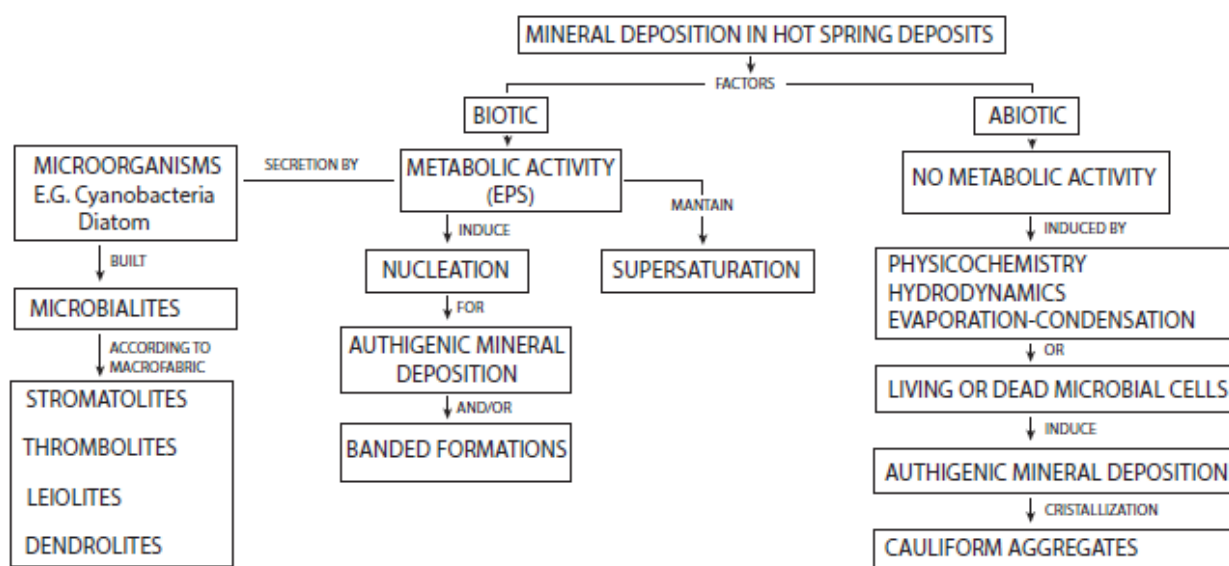 MINERAL DEPOSITION IN HOT SPRING DEPOSITS
FACTORS
BIOTIC
ABIOTIC
MICROORGANISMS
E.G. Cyanobacteria
Diatom
SECRETION BY
METABOLIC ACTIVITY
(EPS)
NO METABOLIC ACTIVITY
MANTAIN
BUILT
INDUCE
INDUCED BY
MICROBIALITES
NUCLEATION
SUPERSATURATION
PHYSICOCHEMISTRY
HYDRODYNAMICS
EVAPORATION-CONDENSATION
ACCORDING TO
MACROFABRIC
FOR
OR
STROMATOLITES
THROMBOLITES
LEIOLITES
DENDROLITES
AUTHIGENIC MINERAL
DEPOSITION
AND/OR
BANDED FORMATIONS
LIVING OR DEAD MICROBIAL CELLS
INDUCE
AUTHIGENIC MINERAL DEPOSITION
CRISTALLIZATION
CAULIFORM AGGREGATES